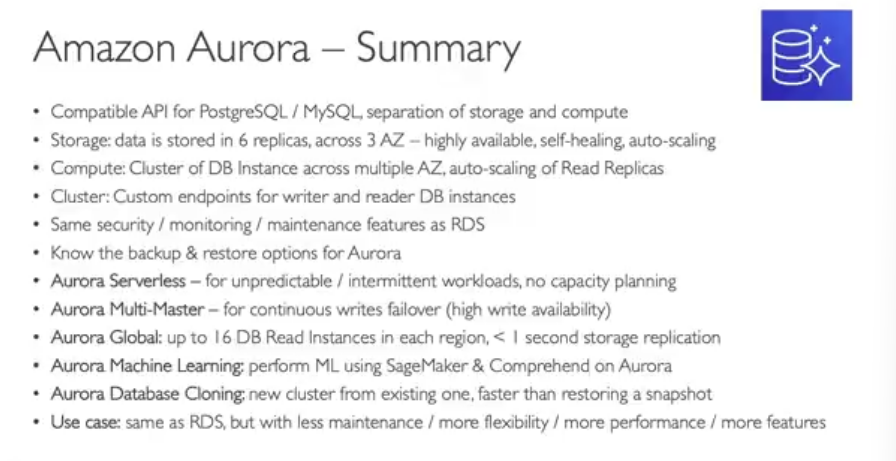 Amazon Aurora – Summary
• Compatible API for PostgreSQL / MySQL, separation of storage and compute
• Storage: data is stored in 6 replicas, across 3 AZ – highly available, self-healing, auto-scaling
• Compute: Cluster of DB Instance across multiple AZ, auto-scaling of Read Replicas
• Cluster: Custom endpoints for writer and reader DB instances
• Same security / monitoring / maintenance features as RDS
• Know the backup & restore options for Aurora
• Aurora Serverless – for unpredictable / intermittent workloads, no capacity planning
• Aurora Multi-Master – for continuous writes failover (high write availability)
• Aurora Global: up to 16 DB Read Instances in each region, < 1 second storage replication
• Aurora Machine Learning: perform ML using SageMaker & Comprehend on Aurora
• Aurora Database Cloning: new cluster from existing one, faster than restoring a snapshot
• Use case: same as RDS, but with less maintenance / more flexibility / more performance / more features